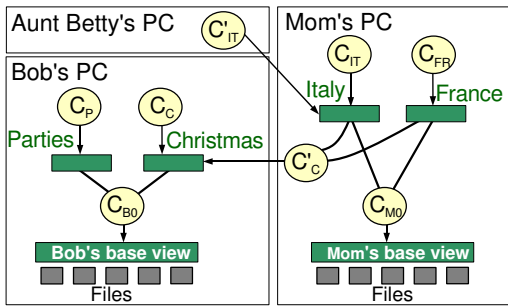 Aunt Betty's PC
C'IT
Mom's PC
CIT
CFR
Italy
France
Bob's PC
CP
CC
Parties
Christmas
C'C
CB0
CM0
Bob's base view
Mom's base view
Files
Files